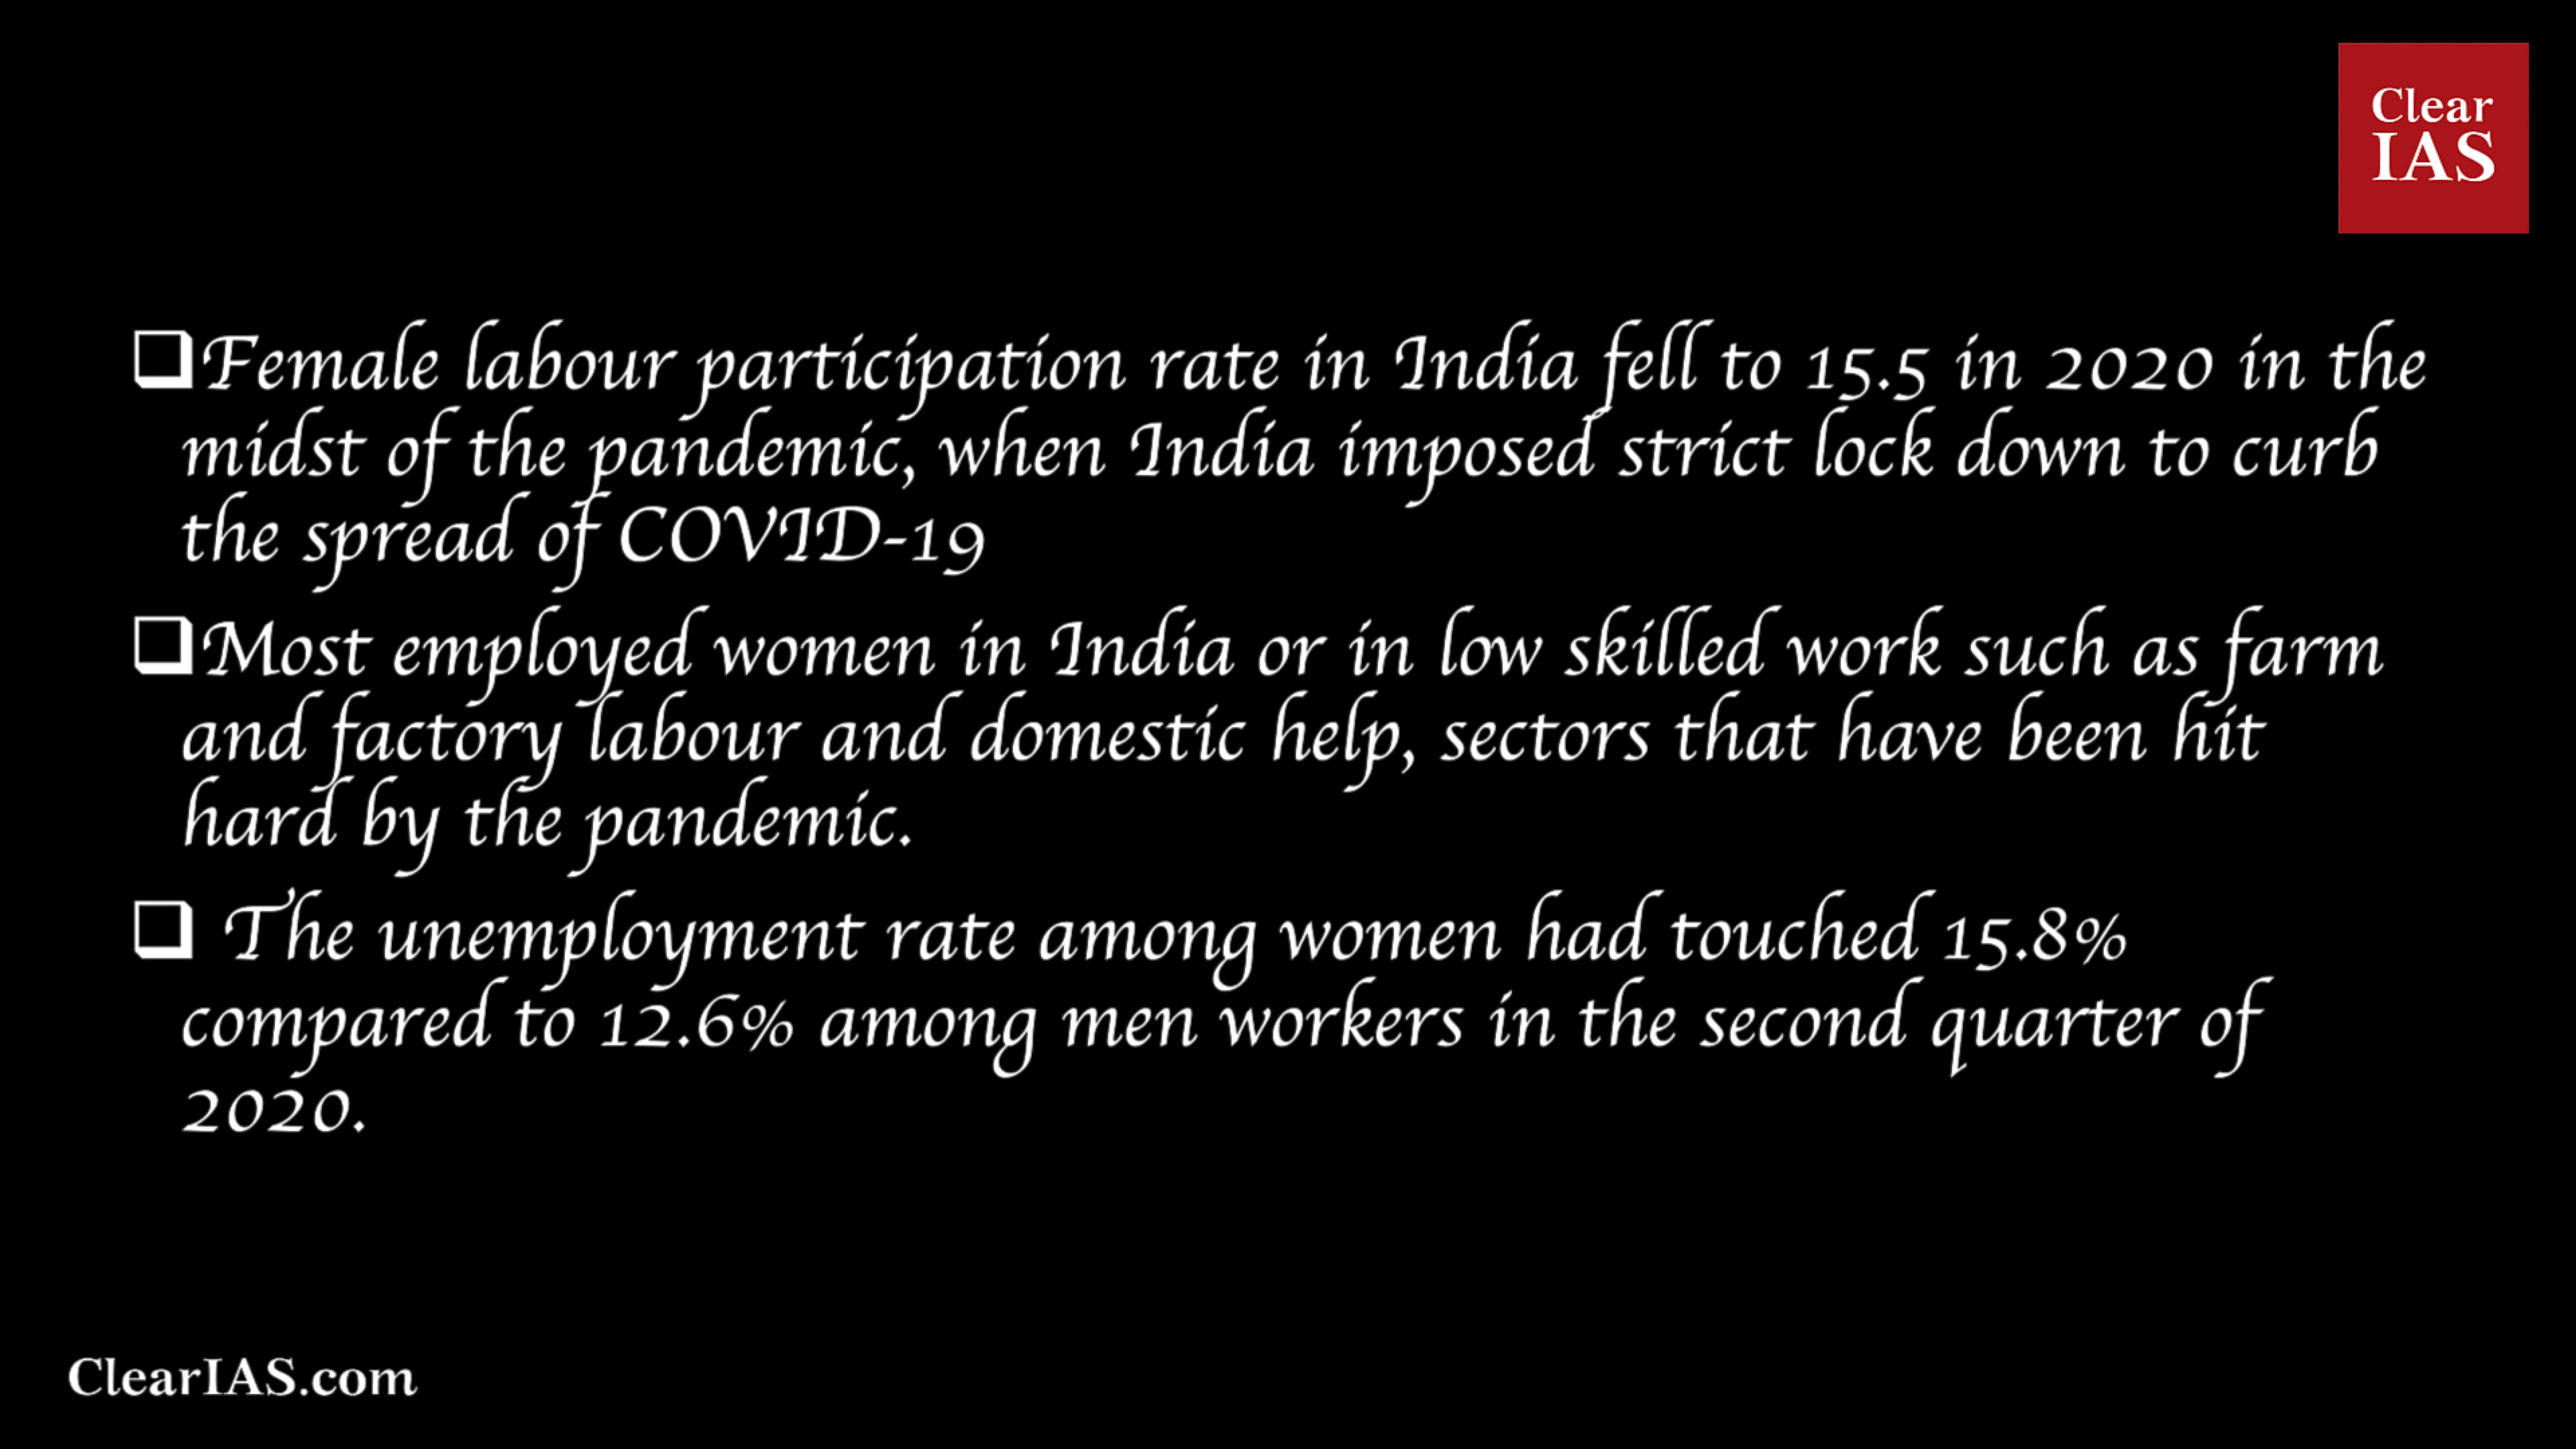 Clear
IAS
Female labour participation rate in India fell to 15.5 in 2020 in the
midst of the pandemic, when India imposed strict lock down to curb
the spread of COVID-19
Most employed women in India or in low skilled work such as farm
and factory labour and domestic help, sectors that have been hit
hard by the pandemic.
The unemployment rate among women had touched 15.8%
compared to 12.6% among men workers in the second quarter of
2020.
ClearIAS.com